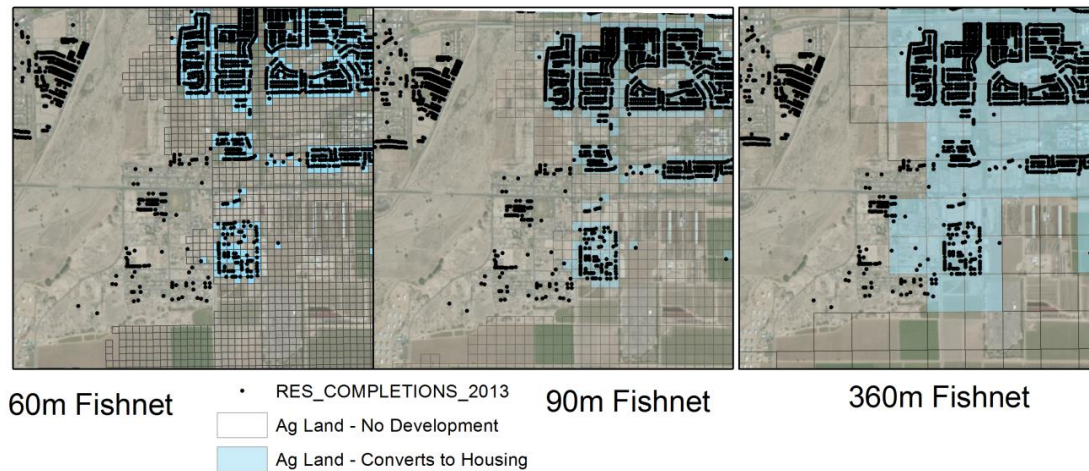 60m Fishnet
90m Fishnet
360m Fishnet
RES_COMPLETIONS_2013
Ag Land - No Development
Ag Land - Converts to Housing